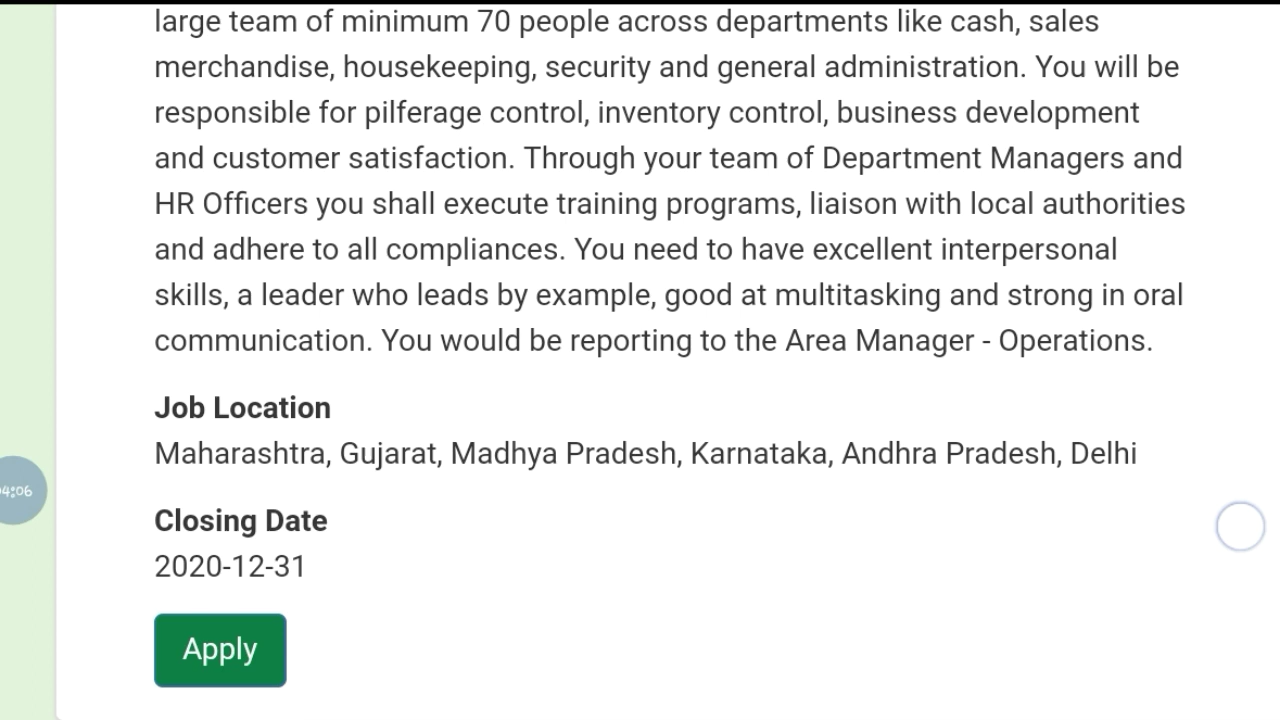 large team of minimum 70 people across departments like cash, sales
merchandise, housekeeping, security and general administration. You will be
responsible for pilferage control, inventory control, business development
and customer satisfaction. Through your team of Department Managers and
HR Officers you shall execute training programs, liaison with local authorities
and adhere to all compliances. You need to have excellent interpersonal
skills, a leader who leads by example, good at multitasking and strong in oral
communication. You would be reporting to the Area Manager - Operations.
Job Location
Maharashtra, Gujarat, Madhya Pradesh, Karnataka, Andhra Pradesh, Delhi
04:06
Closing Date
2020-12-31
Apply